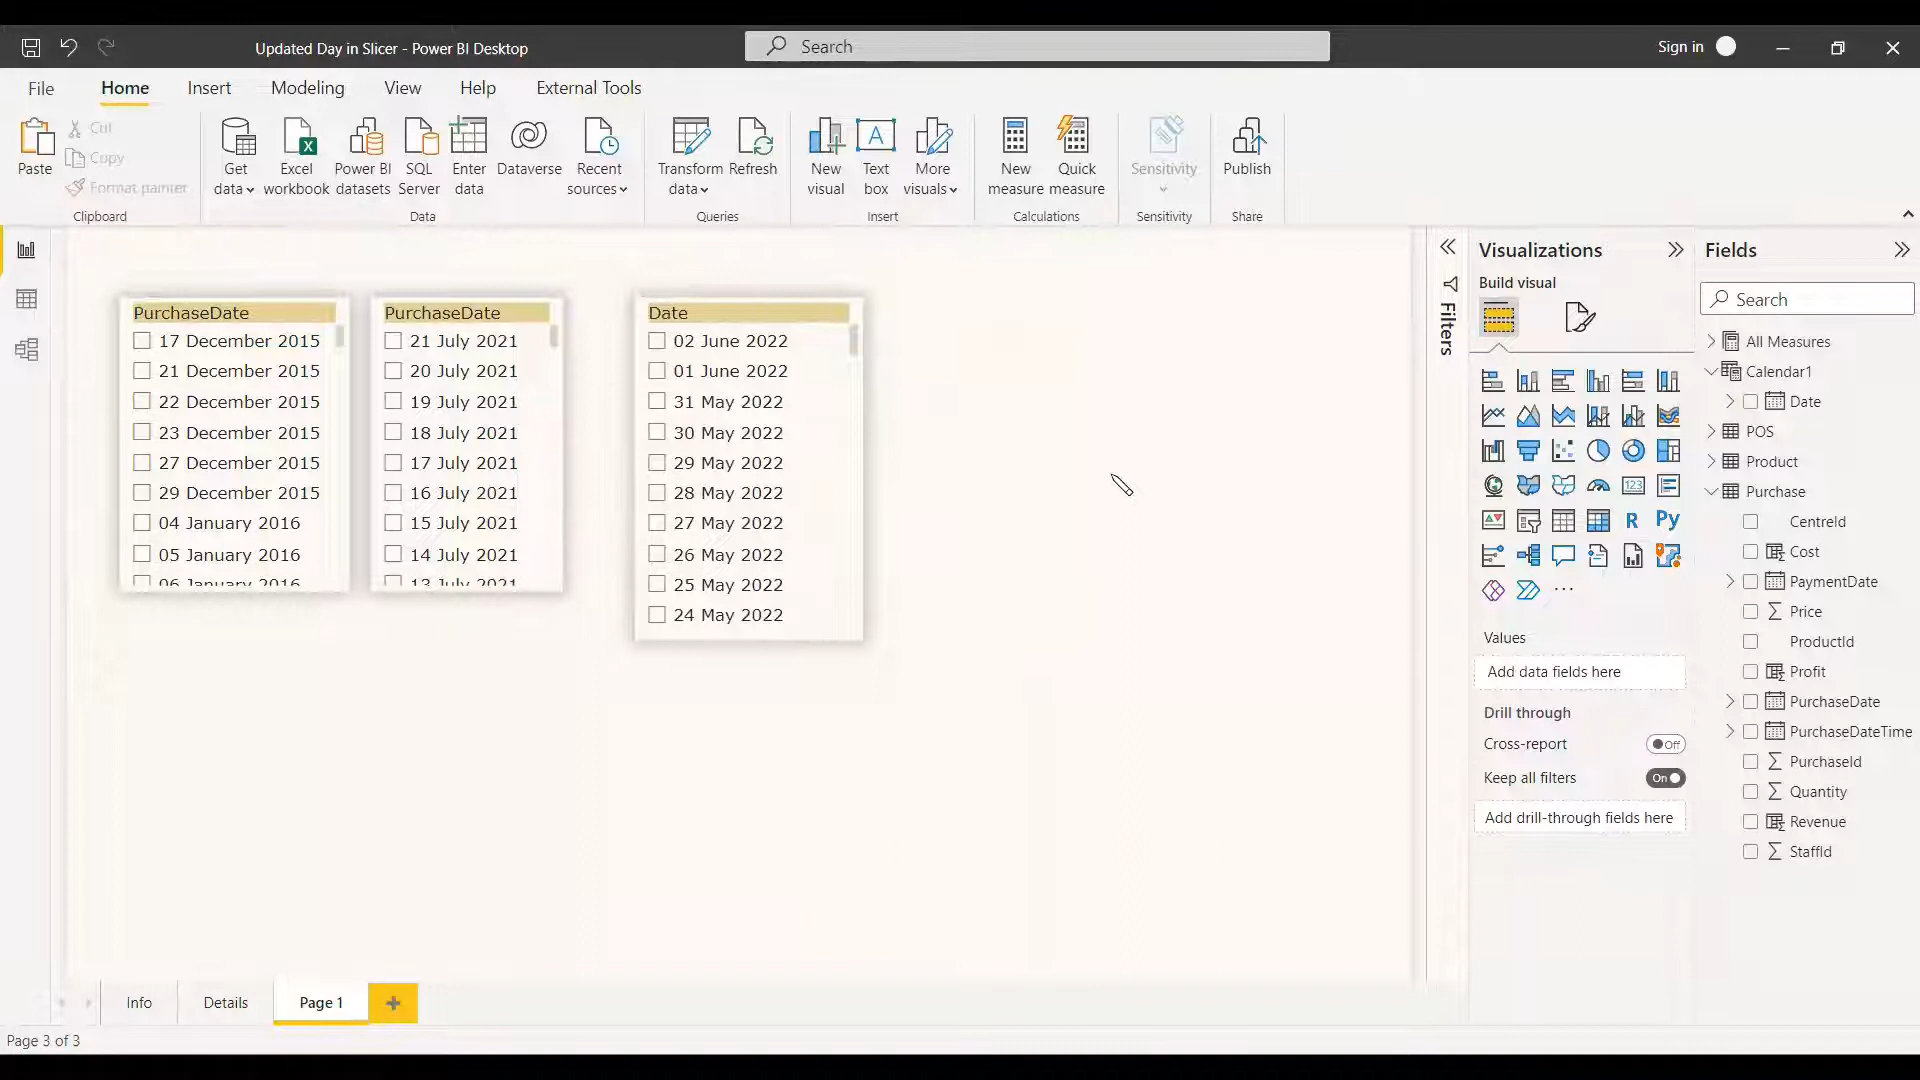 Updated Day in Slicer - Power BI Desktop
Search
Sign in
File
Home
Insert
Modeling
View
Help
External Tools
Paste
Cut
Copy
Format painter
Clipboard
Get
data
Excel
workbook
Power BI
datasets
SQL
Server
Enter
data
Dataverse
Recent
sources
Data
Transform
data
Refresh
Queries
New
visual
Text
box
More
visuals
Insert
New
measure
Quick
measure
Calculations
Sensitivity
Sensitivity
Publish
Share
PurchaseDate
17 December 2015
21 December 2015
22 December 2015
23 December 2015
27 December 2015
29 December 2015
04 January 2016
05 January 2016
06 January 2016
PurchaseDate
21 July 2021
20 July 2021
19 July 2021
18 July 2021
17 July 2021
16 July 2021
15 July 2021
14 July 2021
13 July 2021
Date
02 June 2022
01 June 2022
31 May 2022
30 May 2022
29 May 2022
28 May 2022
27 May 2022
26 May 2022
25 May 2022
24 May 2022
Filters
Visualizations
Build visual
123
R
Py
Values
Add data fields here
Drill through
Cross-report
Off
Keep all filters
On
Add drill-through fields here
Fields
Search
All Measures
Calendar1
Date
POS
Product
Purchase
CentreId
Cost
PaymentDate
Price
ProductId
Profit
PurchaseDate
PurchaseDateTime
PurchaseId
Quantity
Revenue
StaffId
Info
Details
Page 1
Page 3 of 3